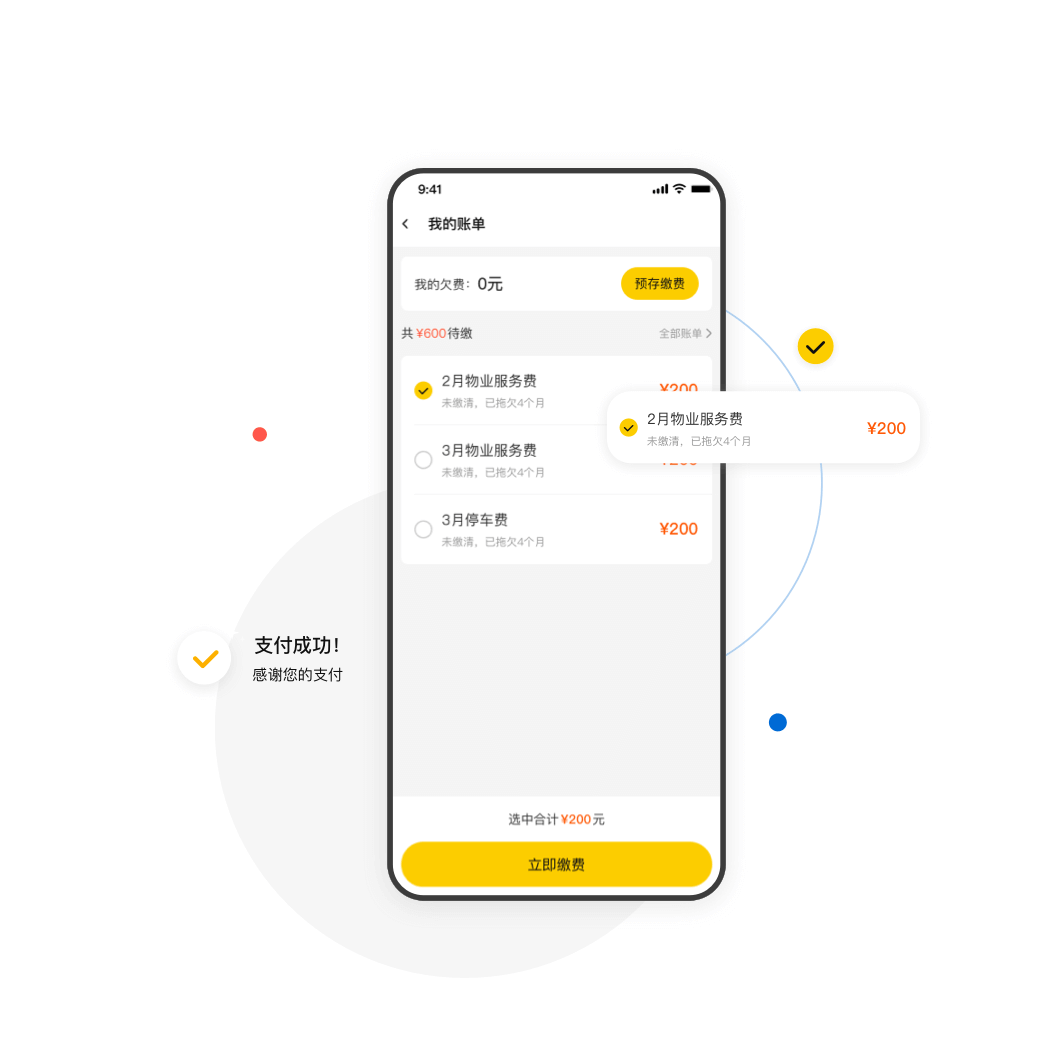 9:41
我的账单
我的欠费：0元
预存缴费
共¥600待缴
全部账单
2月物业服务费
未缴清，已拖欠4个月
¥200
2月物业服务费
未缴清，已拖欠4个月
¥200
3月物业服务费
未缴清，已拖欠4个月
¥200
3月停车费
未缴清，已拖欠4个月
¥200
支付成功！
感谢您的支付
选中合计¥200元
立即缴费